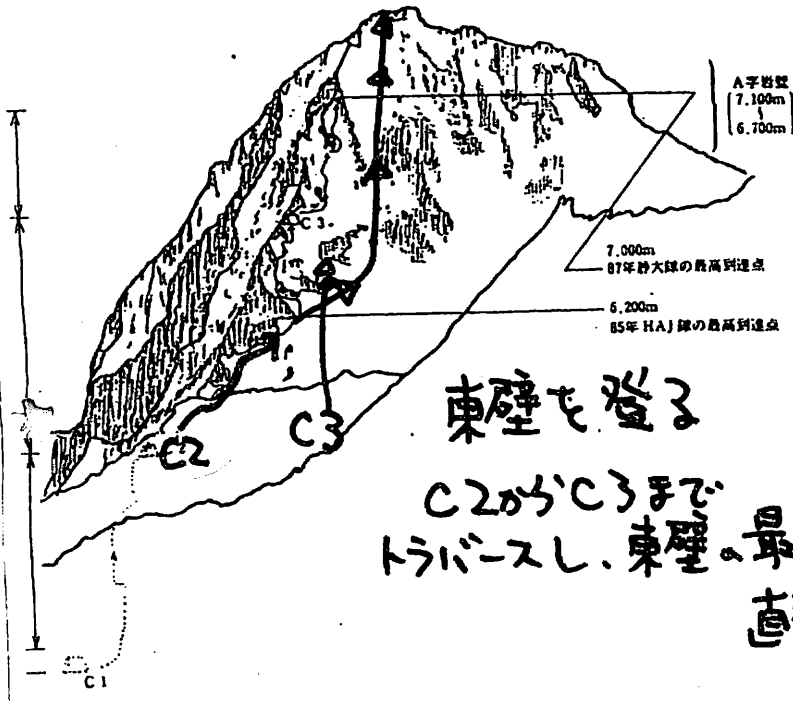 A字岩壁
7,100m
〜
6,700m
C3
7,000m
87年静大隊の最高到達点
6,200m
85年HAJ隊の最高到達点
C2
C3
東壁を登る
C2からC3まで
トラバースし、東壁の最
直
C1